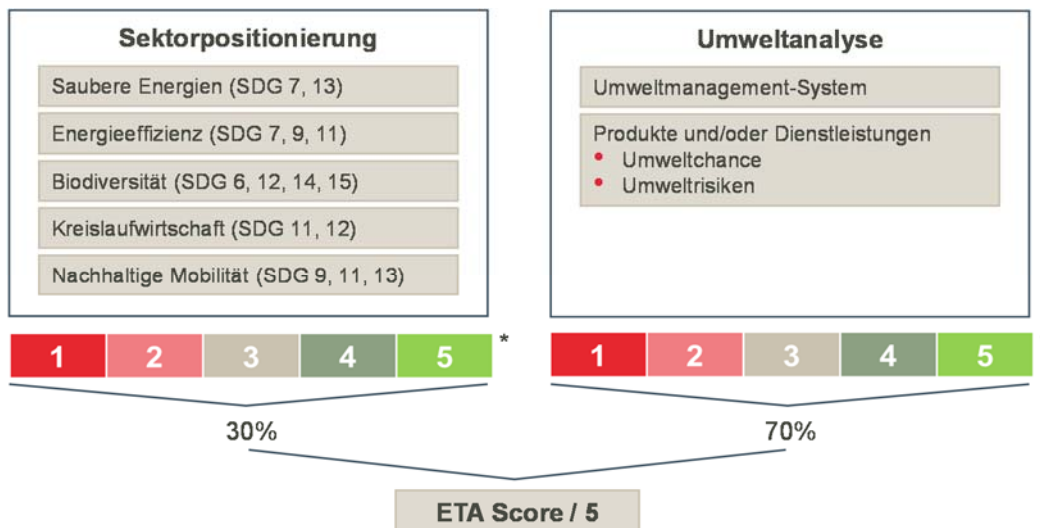 Sektorpositionierung
Saubere Energien (SDG 7, 13)
Energieeffizienz (SDG 7, 9, 11)
Biodiversität (SDG 6, 12, 14, 15)
Kreislaufwirtschaft (SDG 11, 12)
Nachhaltige Mobilität (SDG 9, 11, 13)
1 2 3 4 5 *
30%
Umweltanalyse
Umweltmanagement-System
Produkte und/oder Dienstleistungen
• Umweltchance
• Umweltrisiken
1 2 3 4 5
70%
ETA Score / 5